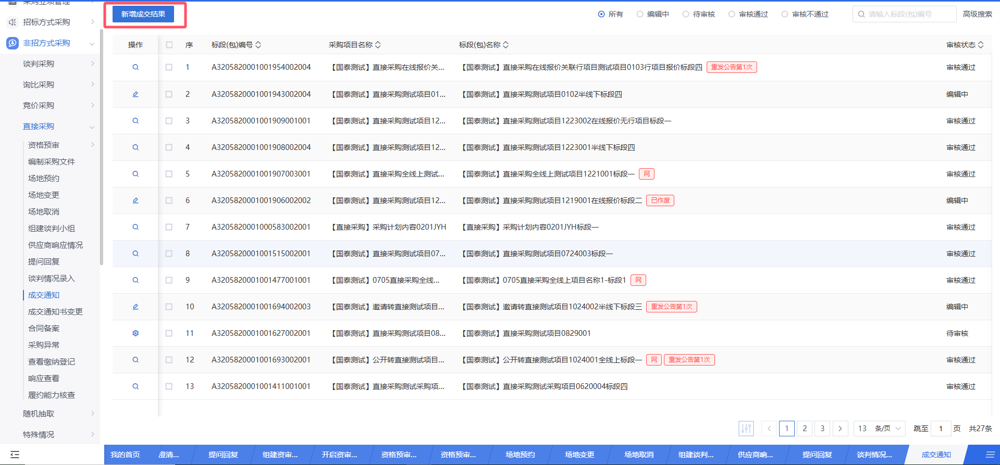 采购立项管理
招标方式采购
非招方式采购
谈判采购
询比采购
竞价采购
直接采购
资格预审
编制采购文件
场地预约
场地变更
场地取消
组建谈判小组
供应商响应情况
提问回复
谈判情况录入
成交通知
成交通知书变更
合同备案
采购异常
查看缴纳登记
响应查看
履约能力核查
随机抽取
特殊情况
新增成交结果 所有 编辑中 待审核 审核通过 审核不通过 请输入标段(包)编号 高级搜索
操作 序 标段(包)编号 采购项目名称 标段(包)名称 审核状态
1 A3205820001001954002004 【国泰测试】直接采购在线报价关... 【国泰测试】直接采购在线报价关联行项目测试项目0103行项目报价标段四 重发公告第1次 审核通过
2 A3205820001001943002004 【国泰测试】直接采购测试项目01... 【国泰测试】直接采购测试项目0102半线下标段四 编辑中
3 A3205820001001909001001 【国泰测试】直接采购测试项目12... 【国泰测试】直接采购测试项目1223002在线报价无行项目标段一 审核通过
4 A3205820001001908002004 【国泰测试】直接采购测试项目12... 【国泰测试】直接采购测试项目1223001半线下标段四 审核通过
5 A3205820001001907003001 【国泰测试】直接采购全线上测试... 【国泰测试】直接采购全线上测试项目1221001标段一 网 审核通过
6 A3205820001001906002002 【国泰测试】直接采购测试项目12... 【国泰测试】直接采购测试项目1219001在线报价标段二 已作废 编辑中
7 A3205820001000583002001 【直接采购】采购计划内容0201JYH 【直接采购】采购计划内容0201JYH标段一 审核通过
8 A3205820001001515002001 【国泰测试】直接采购测试项目07... 【国泰测试】直接采购测试项目0724003标段一 审核通过
9 A3205820001001477001001 【国泰测试】0705直接采购全线... 【国泰测试】0705直接采购全线上项目名称1-标段1 网 审核通过
10 A3205820001001694002003 【国泰测试】邀请转直接测试项目... 【国泰测试】邀请转直接测试项目1024002半线下标段三 重发公告第1次 编辑中
11 A3205820001001627002001 【国泰测试】直接采购测试项目08... 【国泰测试】直接采购测试项目0829001 待审核
12 A3205820001001693002001 【国泰测试】公开转直接测试项目... 【国泰测试】公开转直接测试项目1024001全线上标段一 网 重发公告第1次 审核通过
13 A3205820001001411001001 【国泰测试】直接采购测试采购项... 【国泰测试】直接采购测试采购项目0620004标段四 审核通过
1 2 3 13 条/页 跳至 1 页 共27条
我的首页 澄清... 提问回复 组建资审... 开启资审... 资格预审... 资格预审... 场地预约 场地变更 场地取消 组建谈判... 供应商响... 提问回复 谈判情况... 成交通知